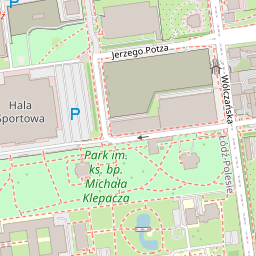 P
Jerzego Potza
Hala
Sportowa
P
Wólczańska
Łódź-Polesie
Park im.
ks. bp.
Michała
Klepacza
P